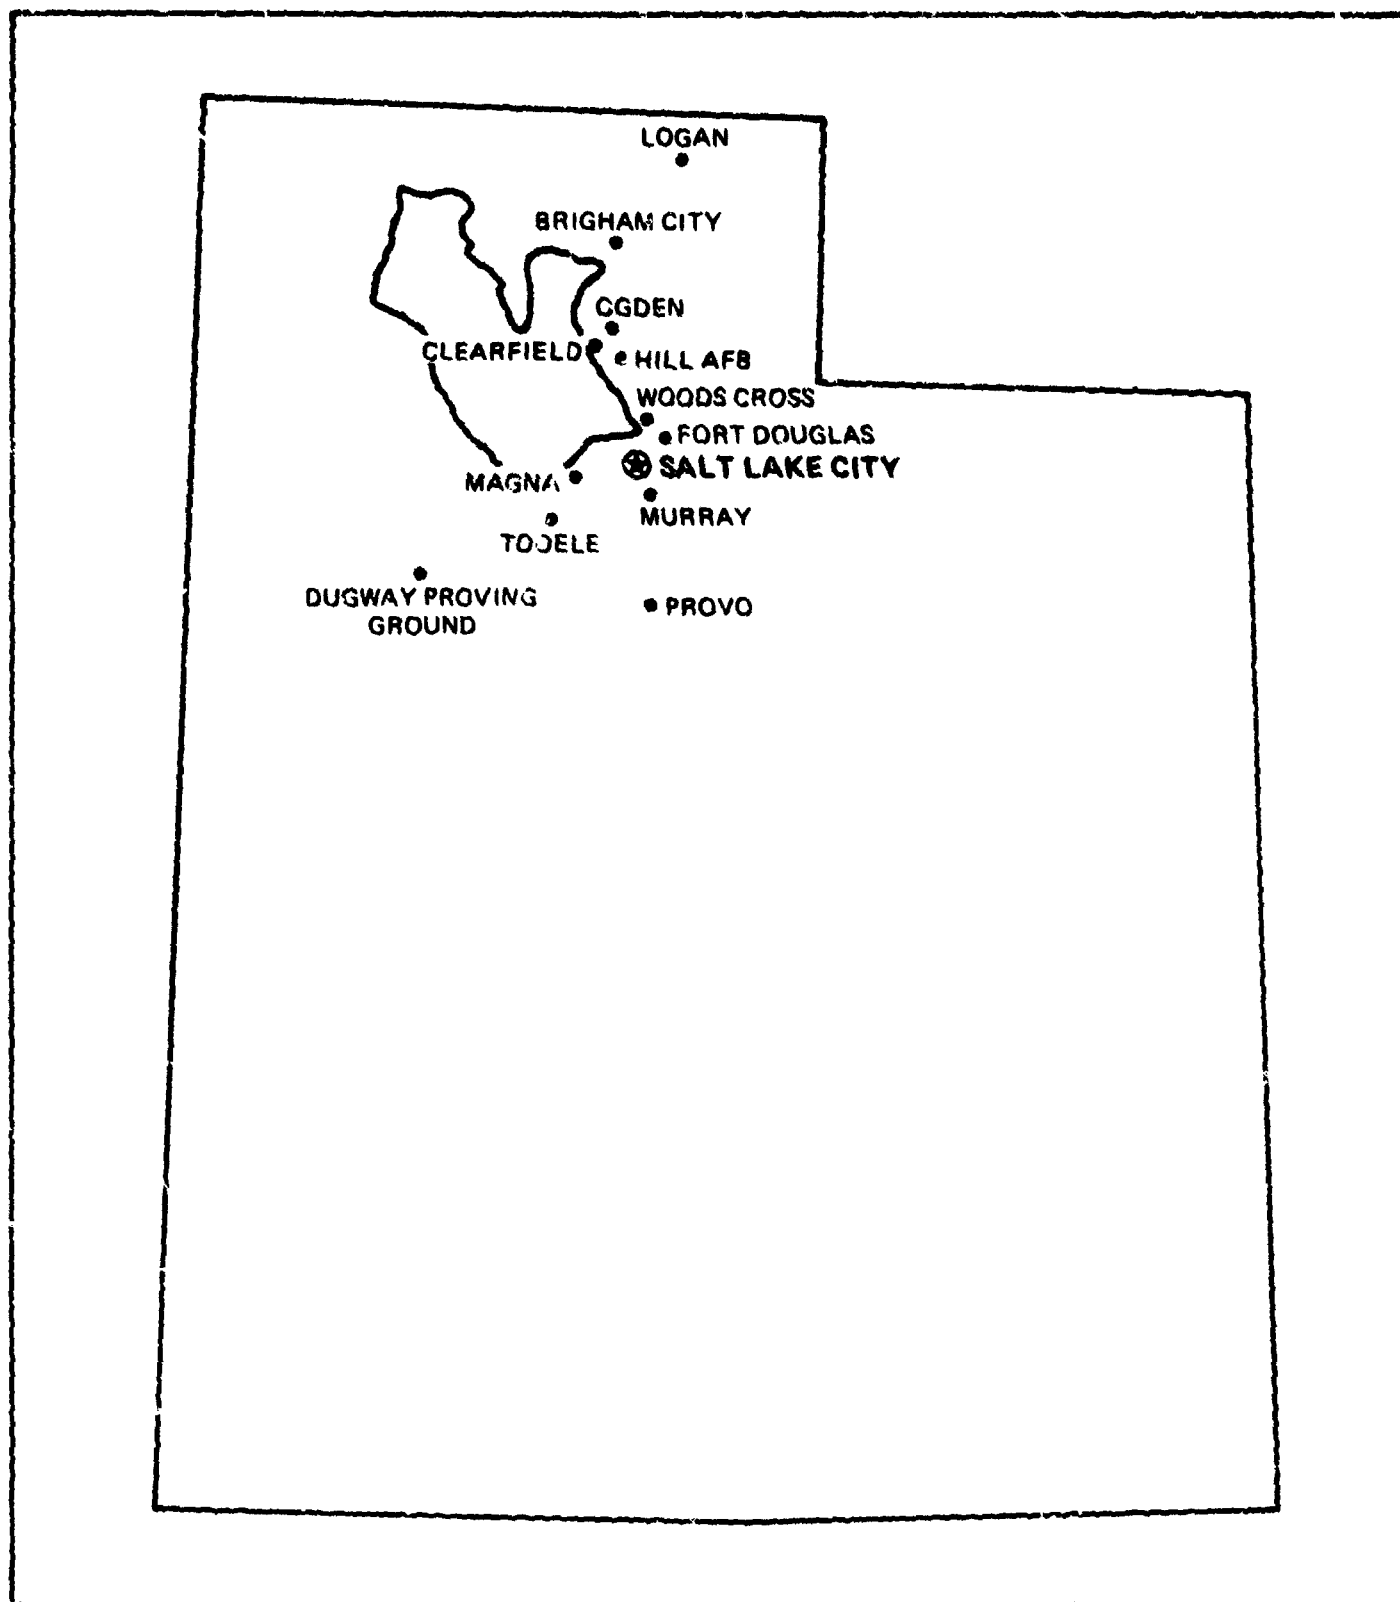 LOGAN
BRIGHAM CITY
OGDEN
CLEARFIELD
HILL AFB
WOODS CROSS
FORT DOUGLAS
SALT LAKE CITY
MAGNA
MURRAY
TOOELE
DUGWAY PROVING
GROUND
PROVO